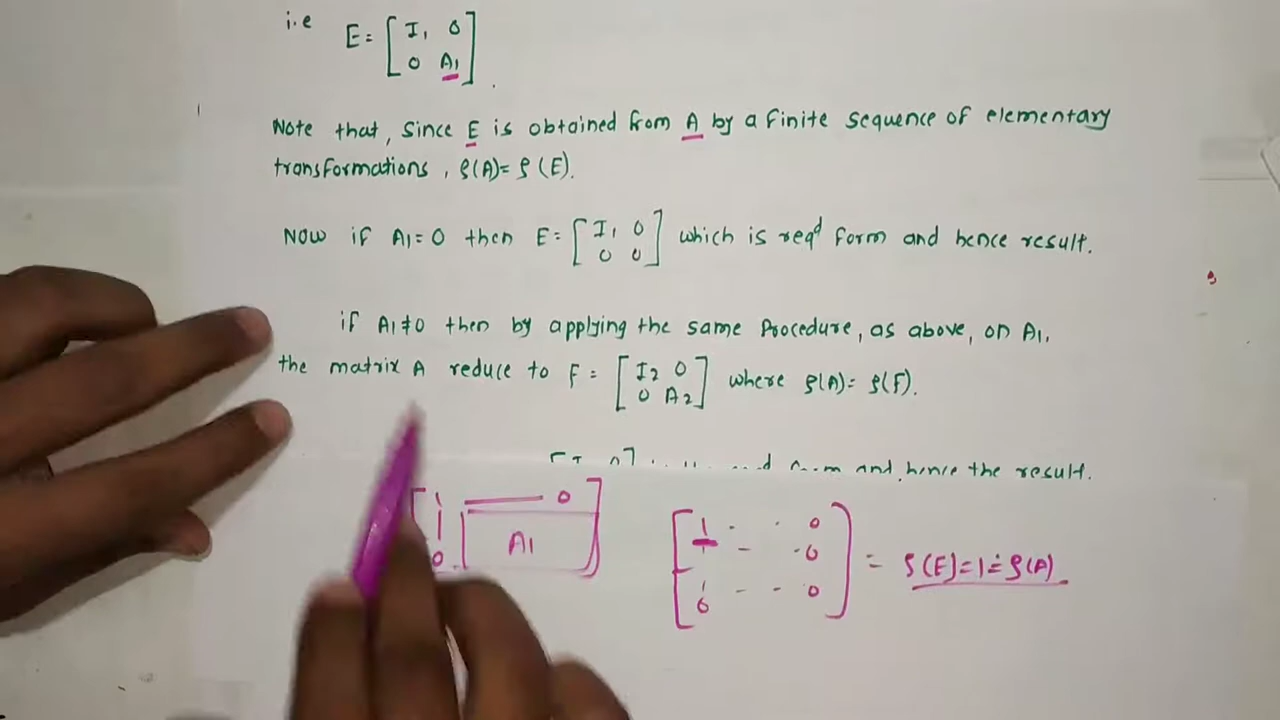 i.e E = [ I₁ 0
0 A₁ ] .
Note that, since E is obtained from A by a finite sequence of elementary
transformations, ρ(A) = ρ(E).
Now if A₁=0 then E = [ I₁ 0 which is reqᵈ form and hence result.
0 0 ]
if A₁≠0 then by applying the same Procedure, as above, on A₁,
the matrix A reduce to F = [ I₂ 0 where ρ(A) = ρ(F).
0 A₂ ]
and hence the result.
1 0
0 A1
1 0
0
0 0
= ρ(E)=1=ρ(A)